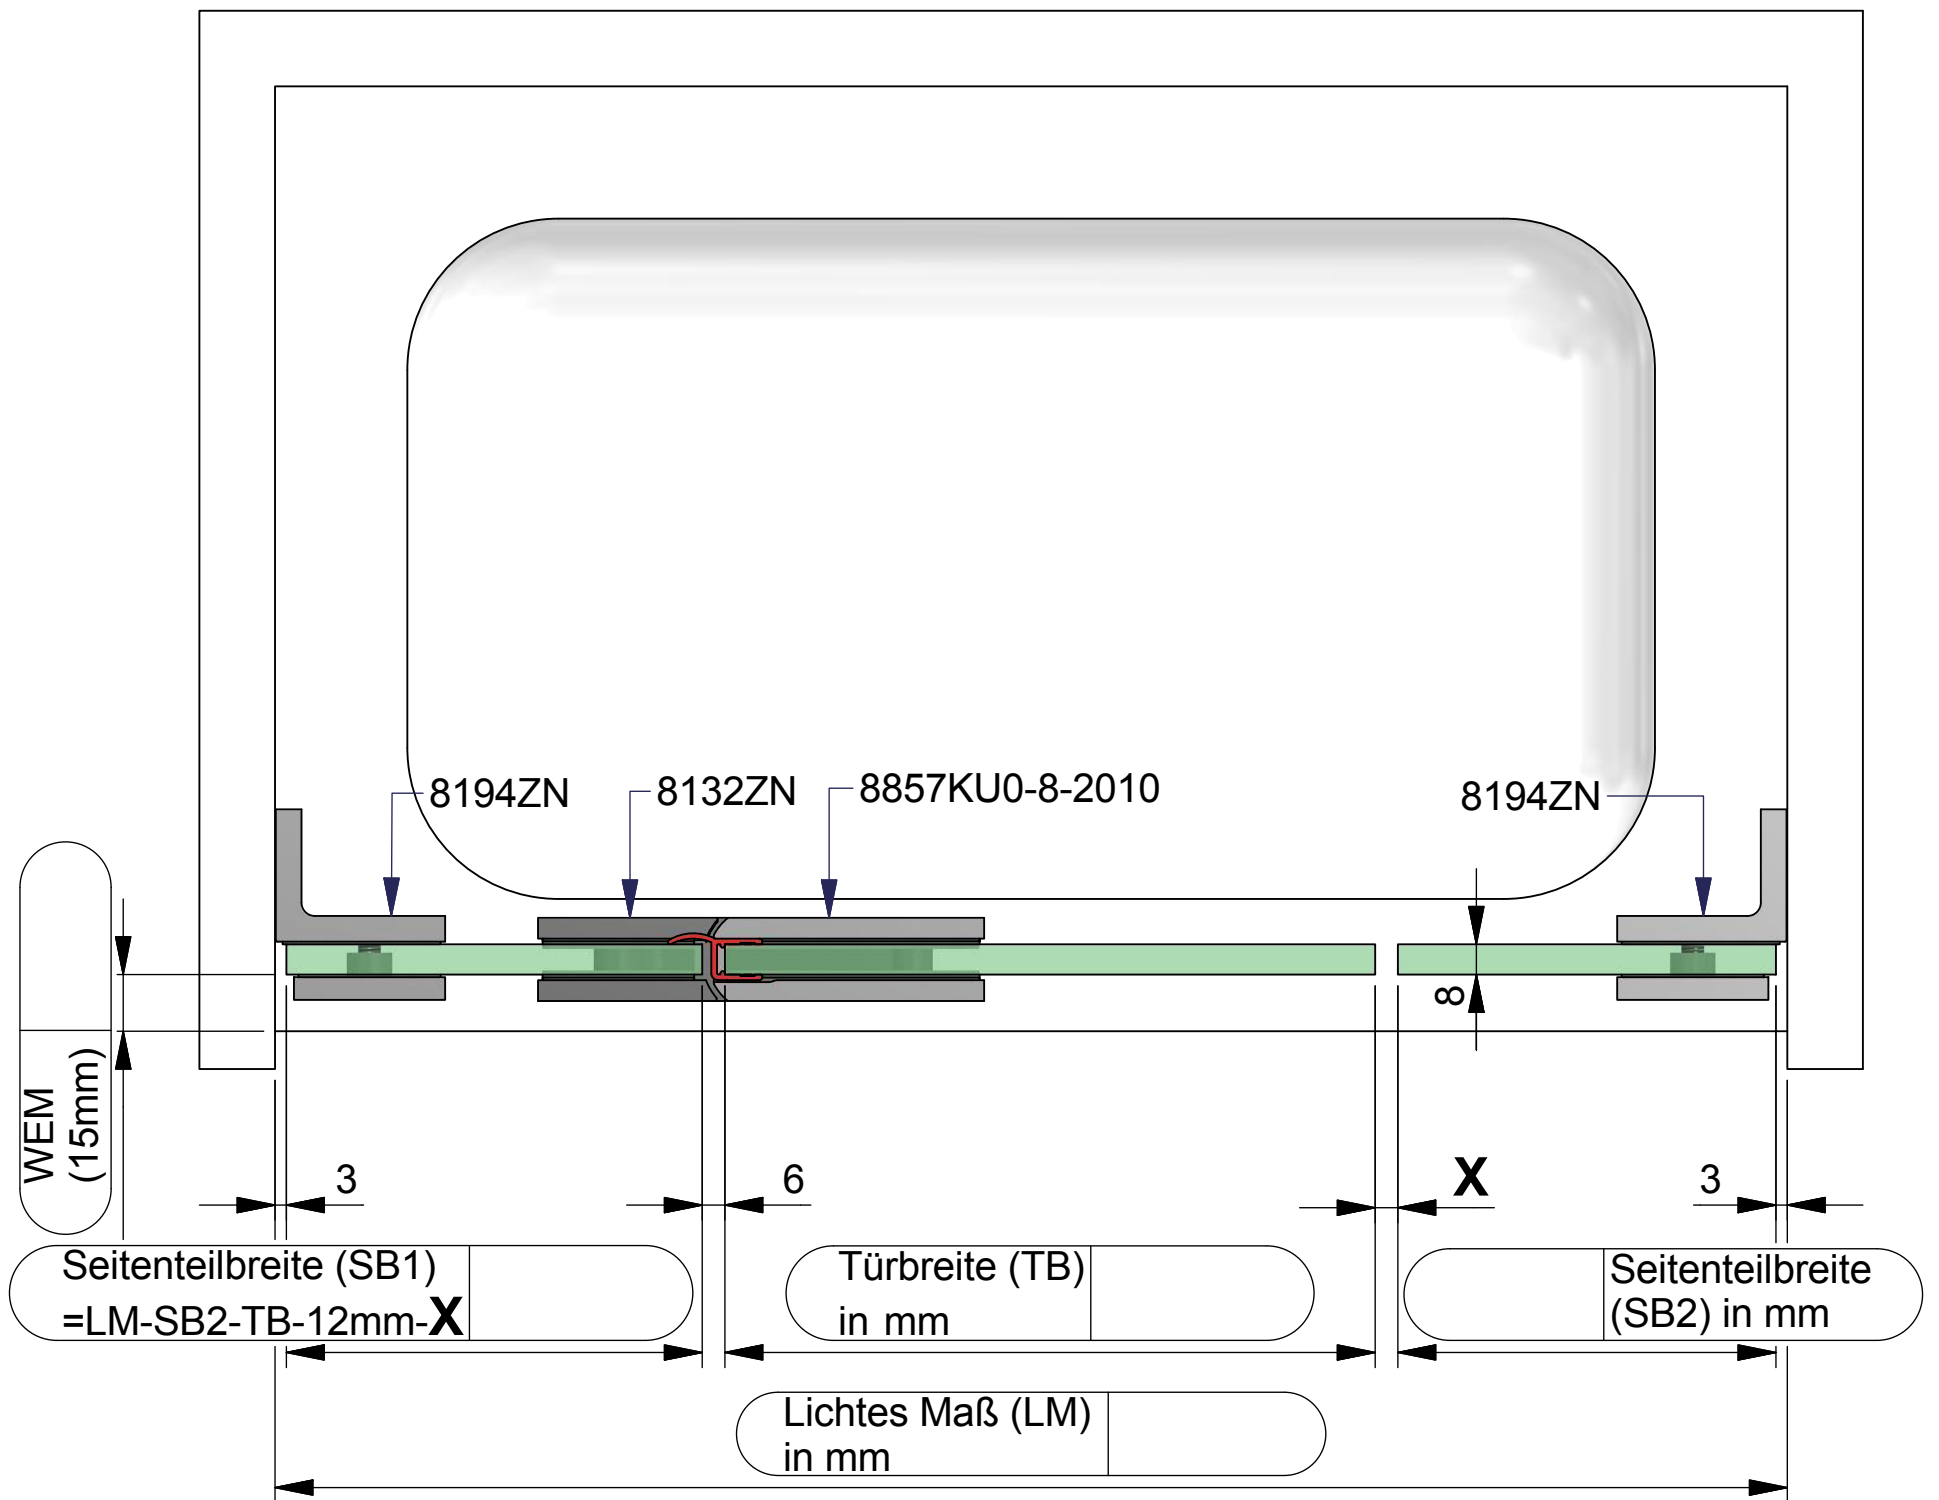 8194ZN
8132ZN
8857KU0-8-2010
8194ZN
8
WEM
(15mm)
3
6
X
3
Seitenteilbreite (SB1)
=LM-SB2-TB-12mm-X
Türbreite (TB)
in mm
Seitenteilbreite
(SB2) in mm
Lichtes Maß (LM)
in mm